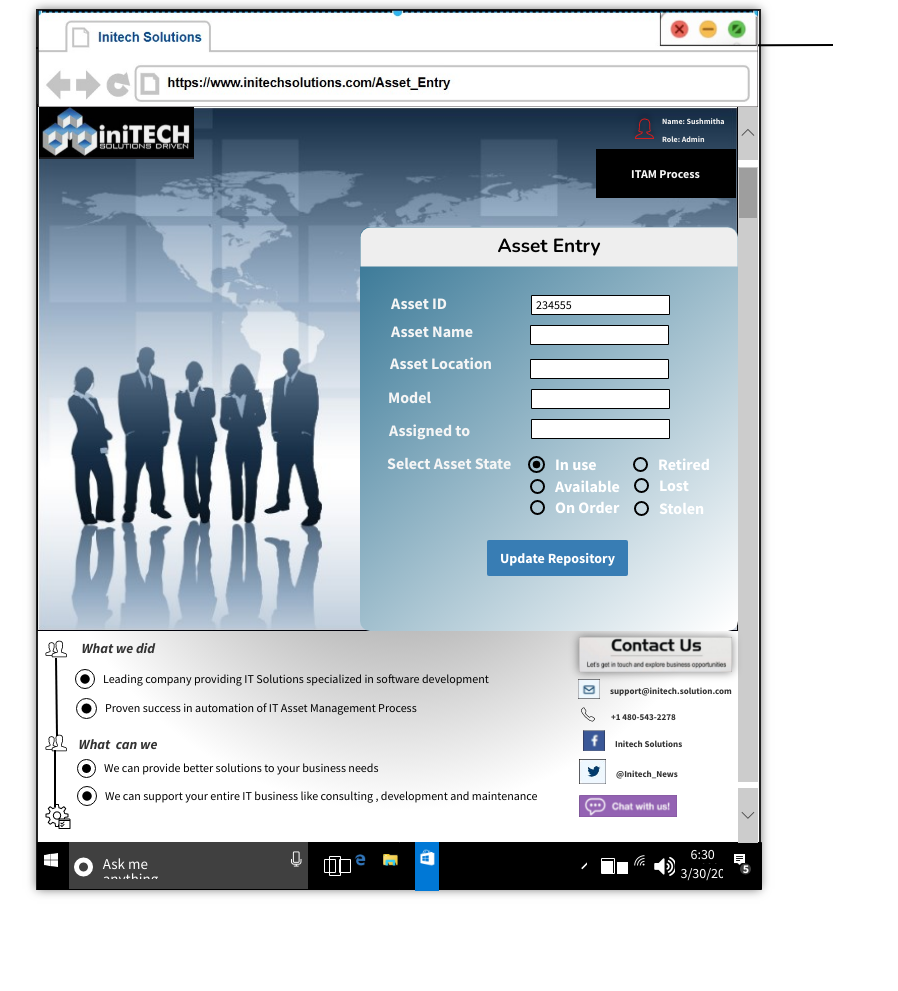 Initech Solutions
https://www.initechsolutions.com/Asset_Entry
iniTECH
SOLUTIONS DRIVEN
Name: Sushmitha
Role: Admin
ITAM Process
Asset Entry
Asset ID
234555
Asset Name
Asset Location
Model
Assigned to
Select Asset State
In use
Retired
Available
Lost
On Order
Stolen
Update Repository
What we did
Leading company providing IT Solutions specialized in software development
Proven success in automation of IT Asset Management Process
What can we
We can provide better solutions to your business needs
We can support your entire IT business like consulting , development and maintenance
Contact Us
Let's get in touch and explore business opportunities
support@initech.solution.com
+1 480-543-2278
Initech Solutions
@Initech_News
Chat with us!
Ask me
anything
6:30
3/30/20
5